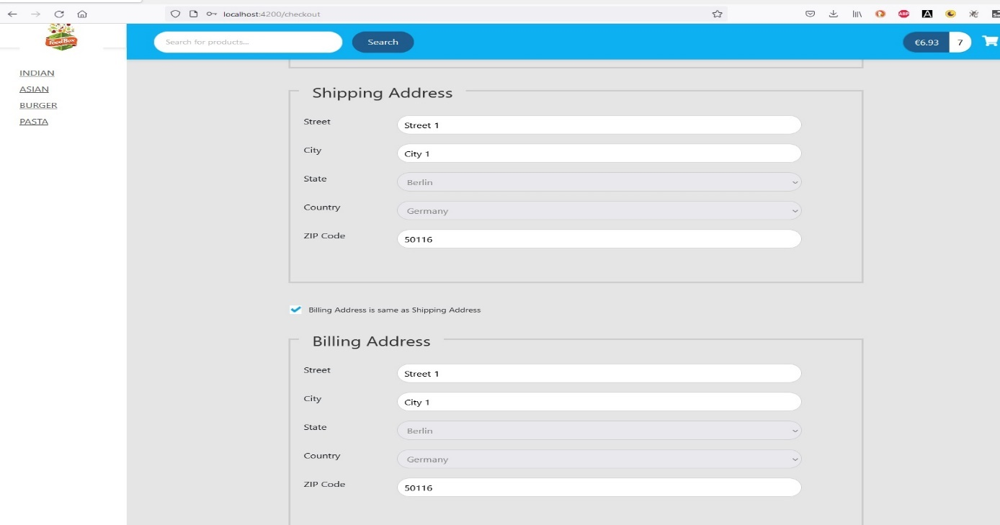 localhost:4200/checkout
ABP
A
FoodBox
Search for products...
Search
€6.93
7
INDIAN
ASIAN
BURGER
PASTA
Shipping Address
Street
Street 1
City
City 1
State
Berlin
Country
Germany
ZIP Code
50116
Billing Address is same as Shipping Address
Billing Address
Street
Street 1
City
City 1
State
Berlin
Country
Germany
ZIP Code
50116